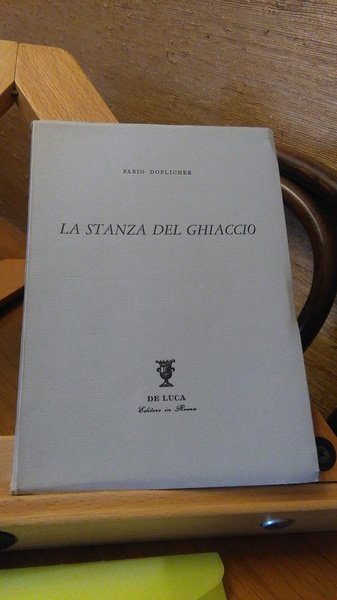 FABIO DOPLICHER
LA STANZA DEL GHIACCIO
DE LUCA
Editore in Roma